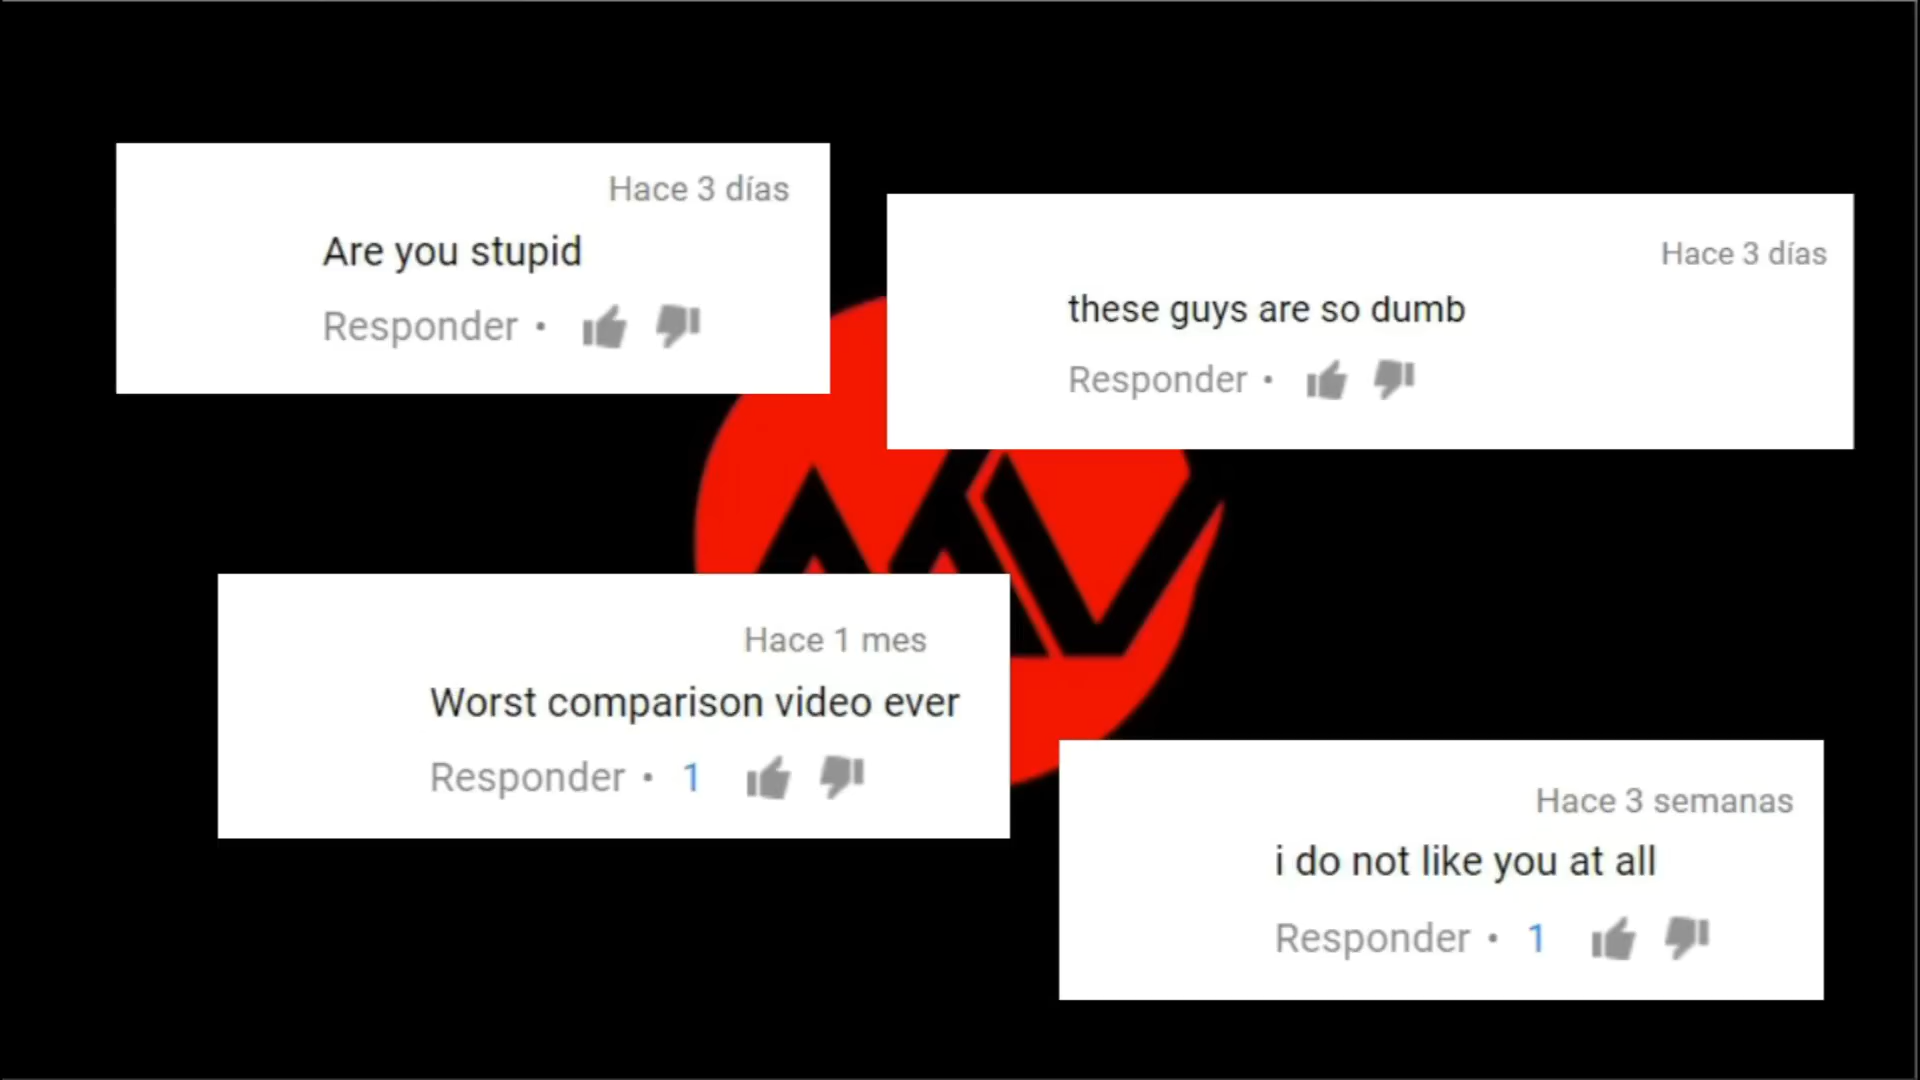 Hace 3 días
Are you stupid
Responder •
Hace 3 días
these guys are so dumb
Responder •
Hace 1 mes
Worst comparison video ever
Responder • 1
Hace 3 semanas
i do not like you at all
Responder • 1